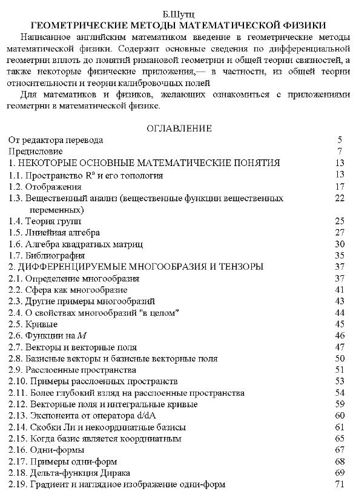 Б.Шутц
ГЕОМЕТРИЧЕСКИЕ МЕТОДЫ МАТЕМАТИЧЕСКОЙ ФИЗИКИ
Написанное английским математиком введение в геометрические методы
математической физики. Содержит основные сведения по дифференциальной
геометрии вплоть до понятий римановой геометрии и общей теории связностей, а
также некоторые физические приложения,— в частности, из общей теории
относительности и теории калибровочных полей
Для математиков и физиков, желающих ознакомиться с приложениями
геометрии в математической физике.
ОГЛАВЛЕНИЕ
От редактора перевода 5
Предисловие 7
1. НЕКОТОРЫЕ ОСНОВНЫЕ МАТЕМАТИЧЕСКИЕ ПОНЯТИЯ 13
1.1. Пространство Rⁿ и его топология 13
1.2. Отображения 17
1.3. Вещественный анализ (вещественные функции вещественных 22
переменных)
1.4. Теория групп 25
1.5. Линейная алгебра 27
1.6. Алгебра квадратных матриц 30
1.7. Библиография 35
2. ДИФФЕРЕНЦИРУЕМЫЕ МНОГООБРАЗИЯ И ТЕНЗОРЫ 37
2.1. Определение многообразия 37
2.2. Сфера как многообразие 41
2.3. Другие примеры многообразий 43
2.4. О свойствах многообразий "в целом" 44
2.5. Кривые 45
2.6. Функции на M 46
2.7. Векторы и векторные поля 47
2.8. Базисные векторы и базисные векторные поля 50
2.9. Расслоенные пространства 51
2.10. Примеры расслоенных пространств 53
2.11. Более глубокий взгляд на расслоенные пространства 54
2.12. Векторные поля и интегральные кривые 59
2.13. Экспонента от оператора d/dλ 60
2.14. Скобки Ли и некоординатные базисы 61
2.15. Когда базис является координатным 65
2.16. Один-формы 67
2.17. Примеры один-форм 68
2.18. Дельта-функция Дирака 69
2.19. Градиент и наглядное изображение один-форм 71